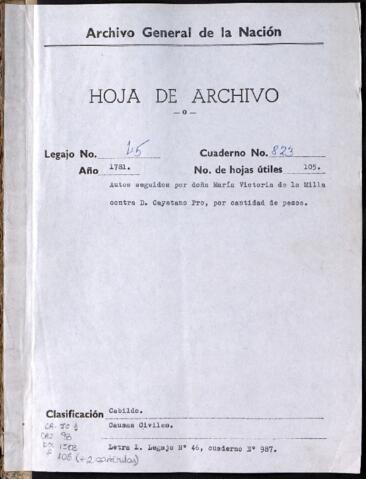 Archivo General de la Nación
HOJA DE ARCHIVO
—o—
Legajo No. 45 Cuaderno No. 823
Año 1781. No. de hojas útiles 105.
Autos seguidos por doña María Victoria de la Milla
contra D. Cayetano Pro, por cantidad de pesos.
Clasificación Cabildo.
Causas Civiles.
Letra L. Legajo N° 46, cuaderno N° 987.